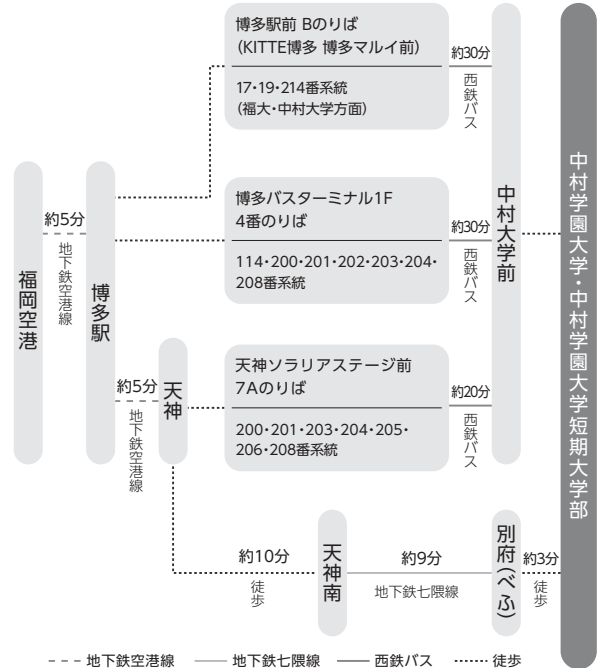 博多駅前 Bのりば
(KITTE博多 博多マルイ前)
17・19・214番系統
(福大・中村大学方面)
約30分
西鉄バス
福岡空港
約5分
地下鉄空港線
博多駅
博多バスターミナル1F
4番のりば
114・200・201・202・203・204・
208番系統
約30分
西鉄バス
中村大学前
中村学園大学・中村学園大学短期大学部
約5分
地下鉄空港線
天神
天神ソラリアステージ前
7Aのりば
200・201・203・204・205・
206・208番系統
約20分
西鉄バス
約10分
徒歩
天神南
約9分
地下鉄七隈線
別府(べふ)
約3分
徒歩
地下鉄空港線
地下鉄七隈線
西鉄バス
徒歩